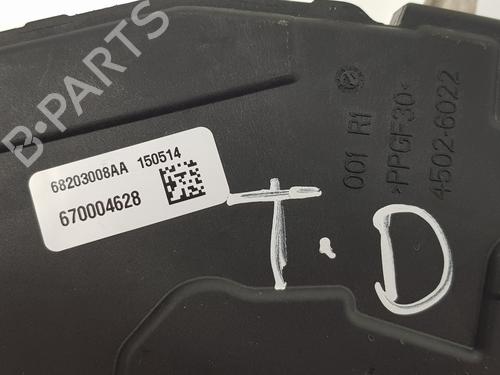 B-PARTS
68203008AA 150514
670004628
001 R1
>PPGF30<
4502-6022
T.D